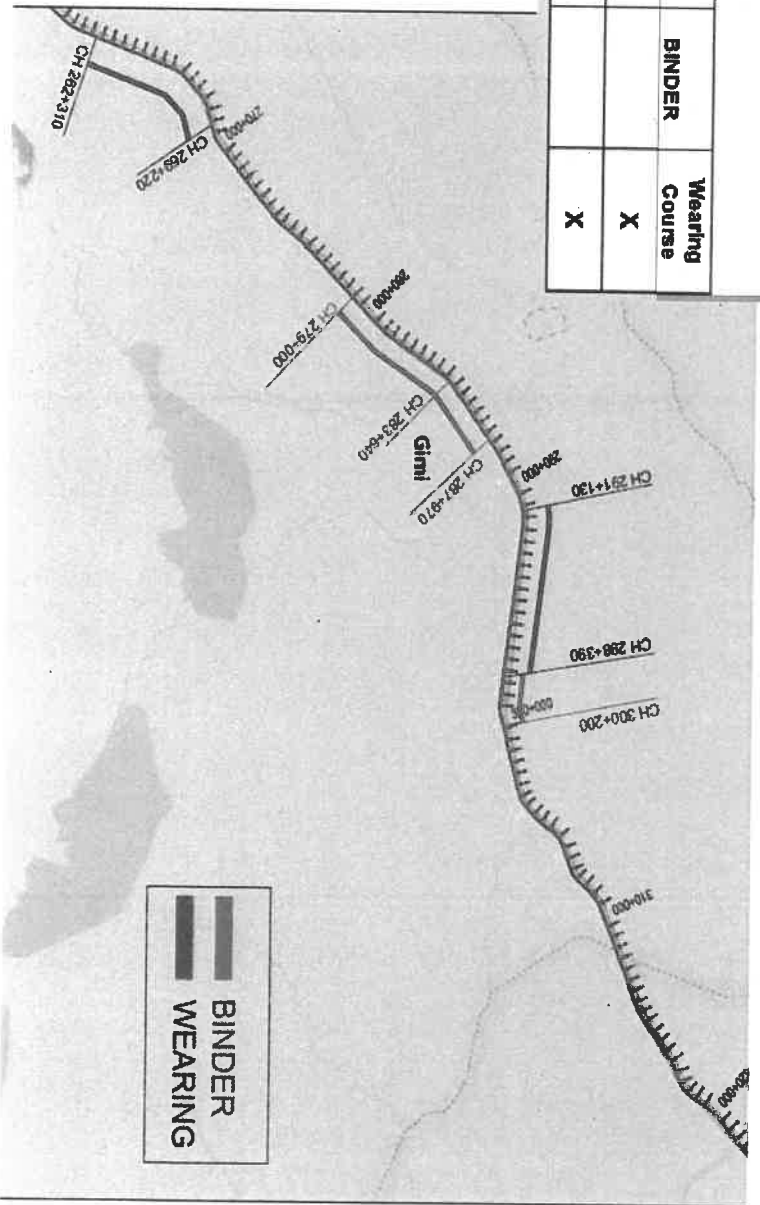 BINDER
Wearing
Course
X
X
CH 262+310
CH 269+220
270+000
280+000
CH 279+000
CH 283+640
Gimi
CH 287+970
290+000
CH 291+130
CH 298+390
CH 300+200
310+000
BINDER
WEARING